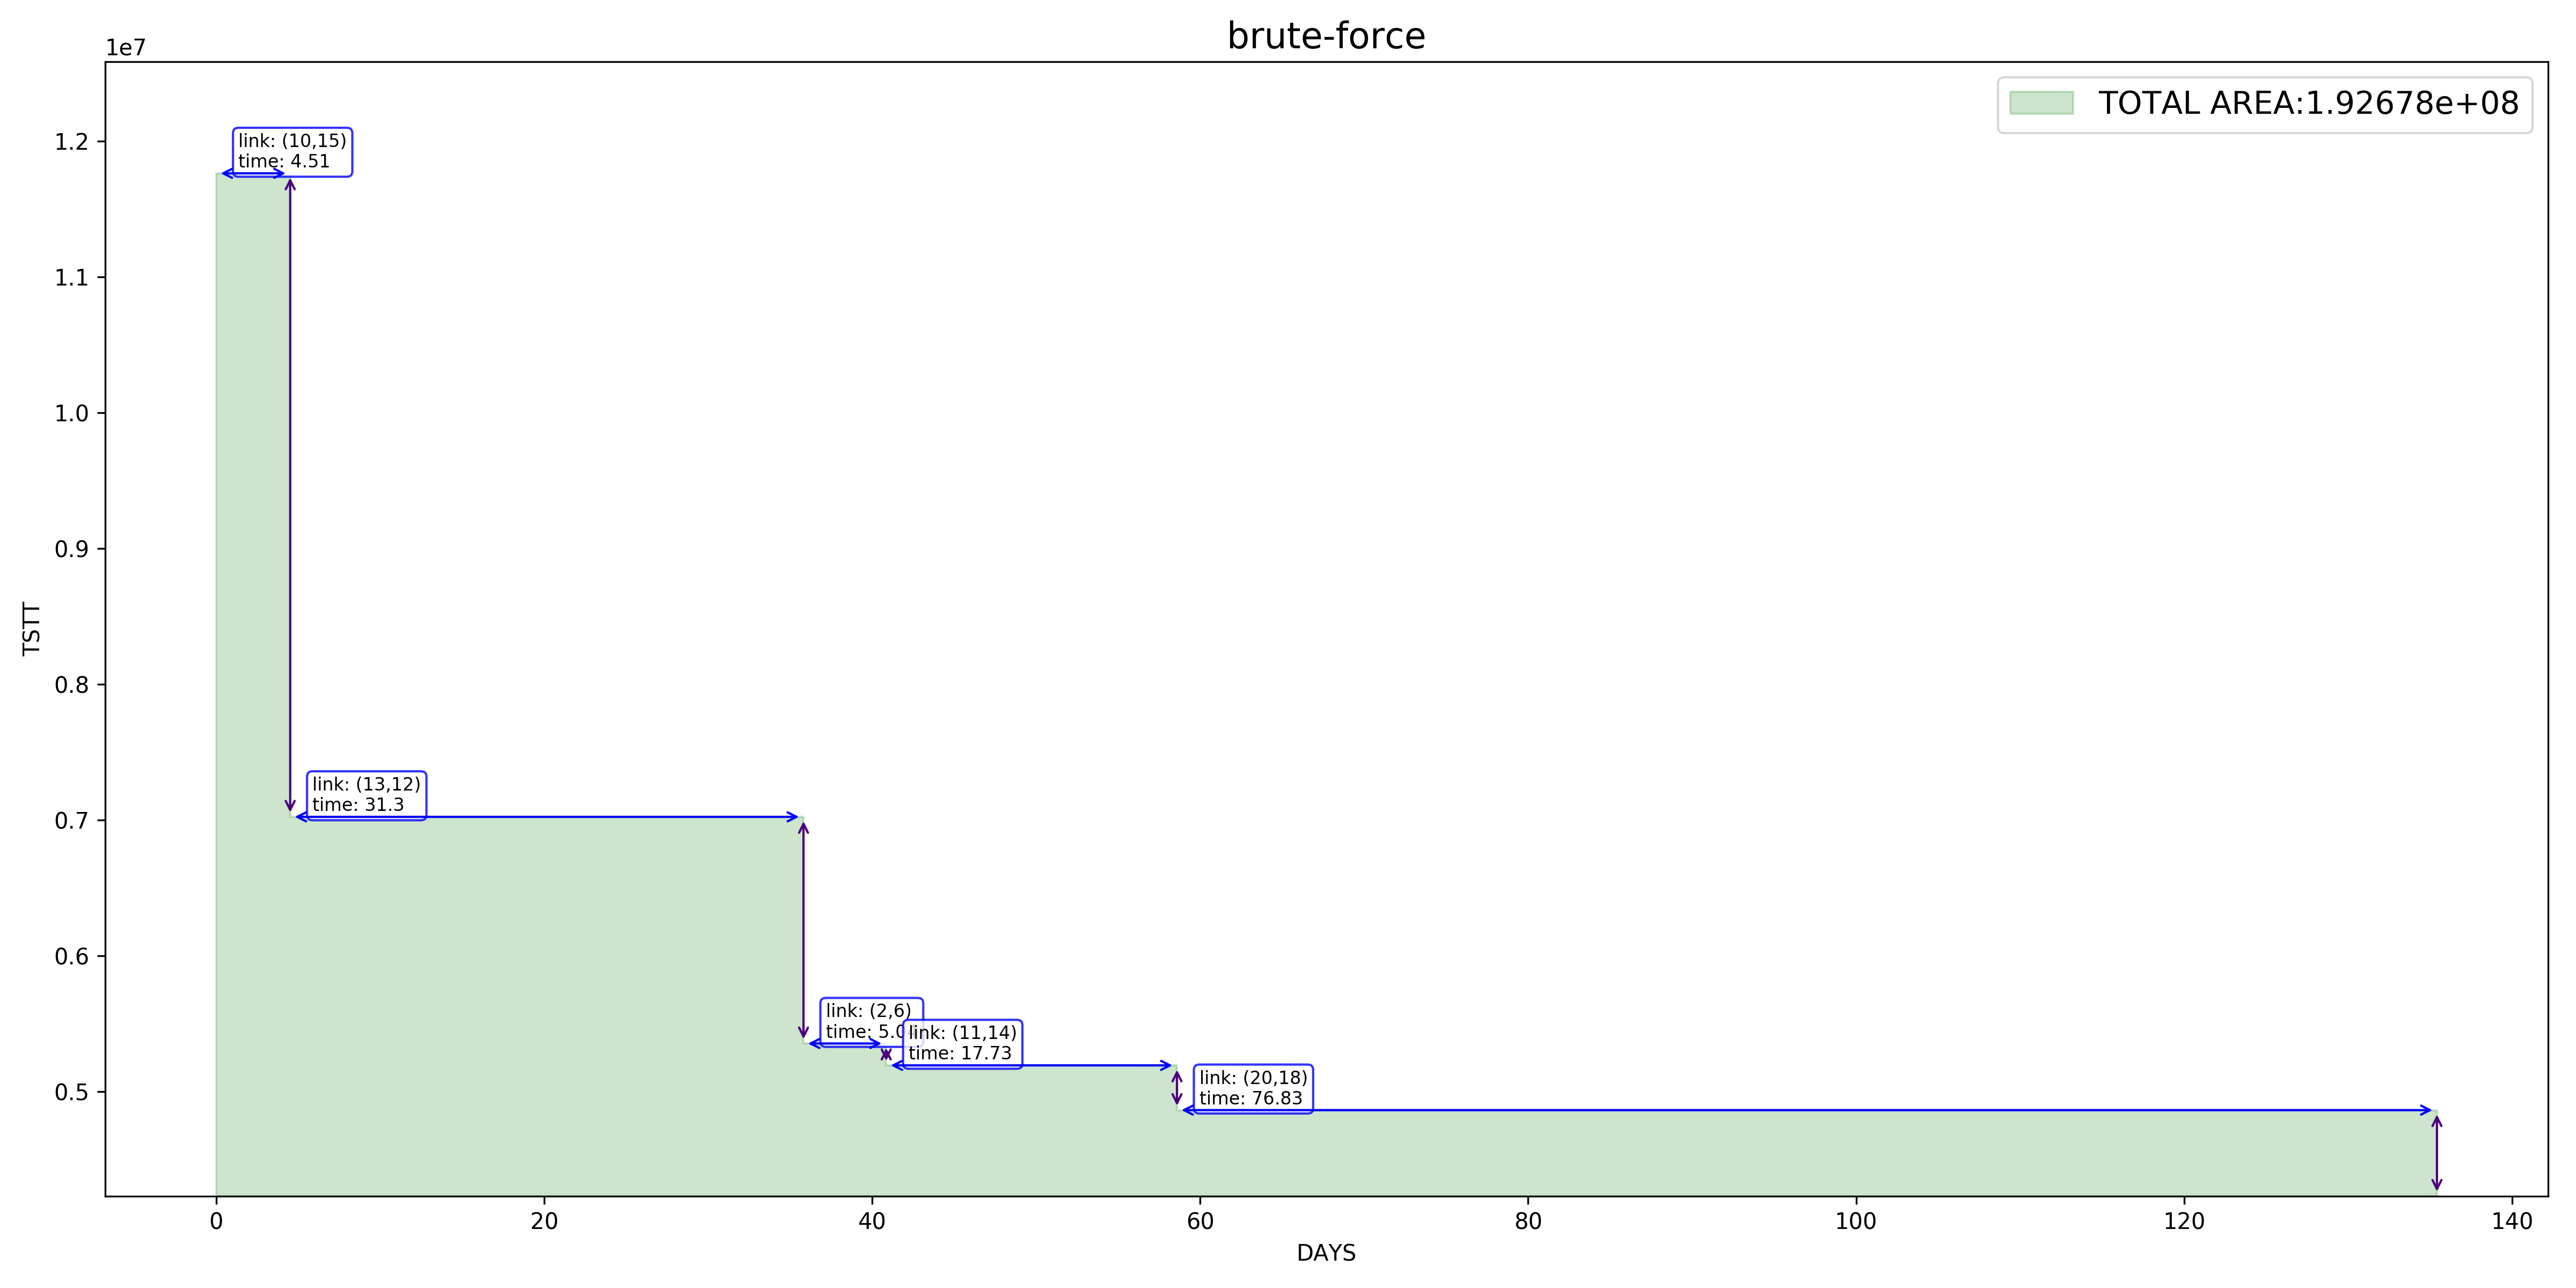 brute-force
1e7
TOTAL AREA:1.92678e+08
1.2
1.1
1.0
0.9
0.8
0.7
0.6
0.5
TSTT
link: (10,15)
time: 4.51
link: (13,12)
time: 31.3
link: (2,6)
time:
link: (11,14)
time: 17.73
link: (20,18)
time: 76.83
0 20 40 60 80 100 120 140
DAYS